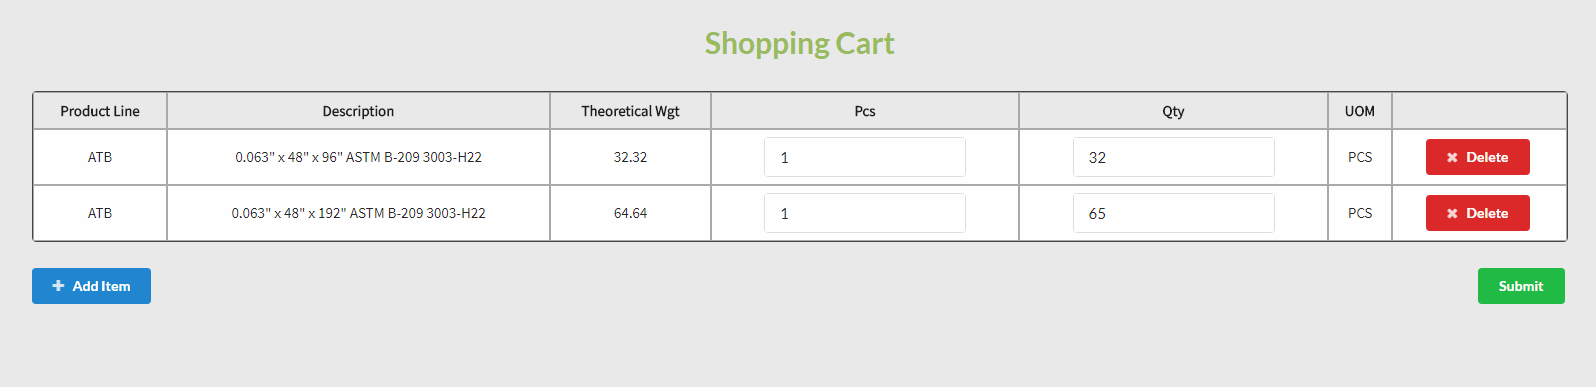 Shopping Cart
Product Line Description Theoretical Wgt Pcs Qty UOM
ATB 0.063" x 48" x 96" ASTM B-209 3003-H22 32.32 1 32 PCS Delete
ATB 0.063" x 48" x 192" ASTM B-209 3003-H22 64.64 1 65 PCS Delete
Add Item Submit